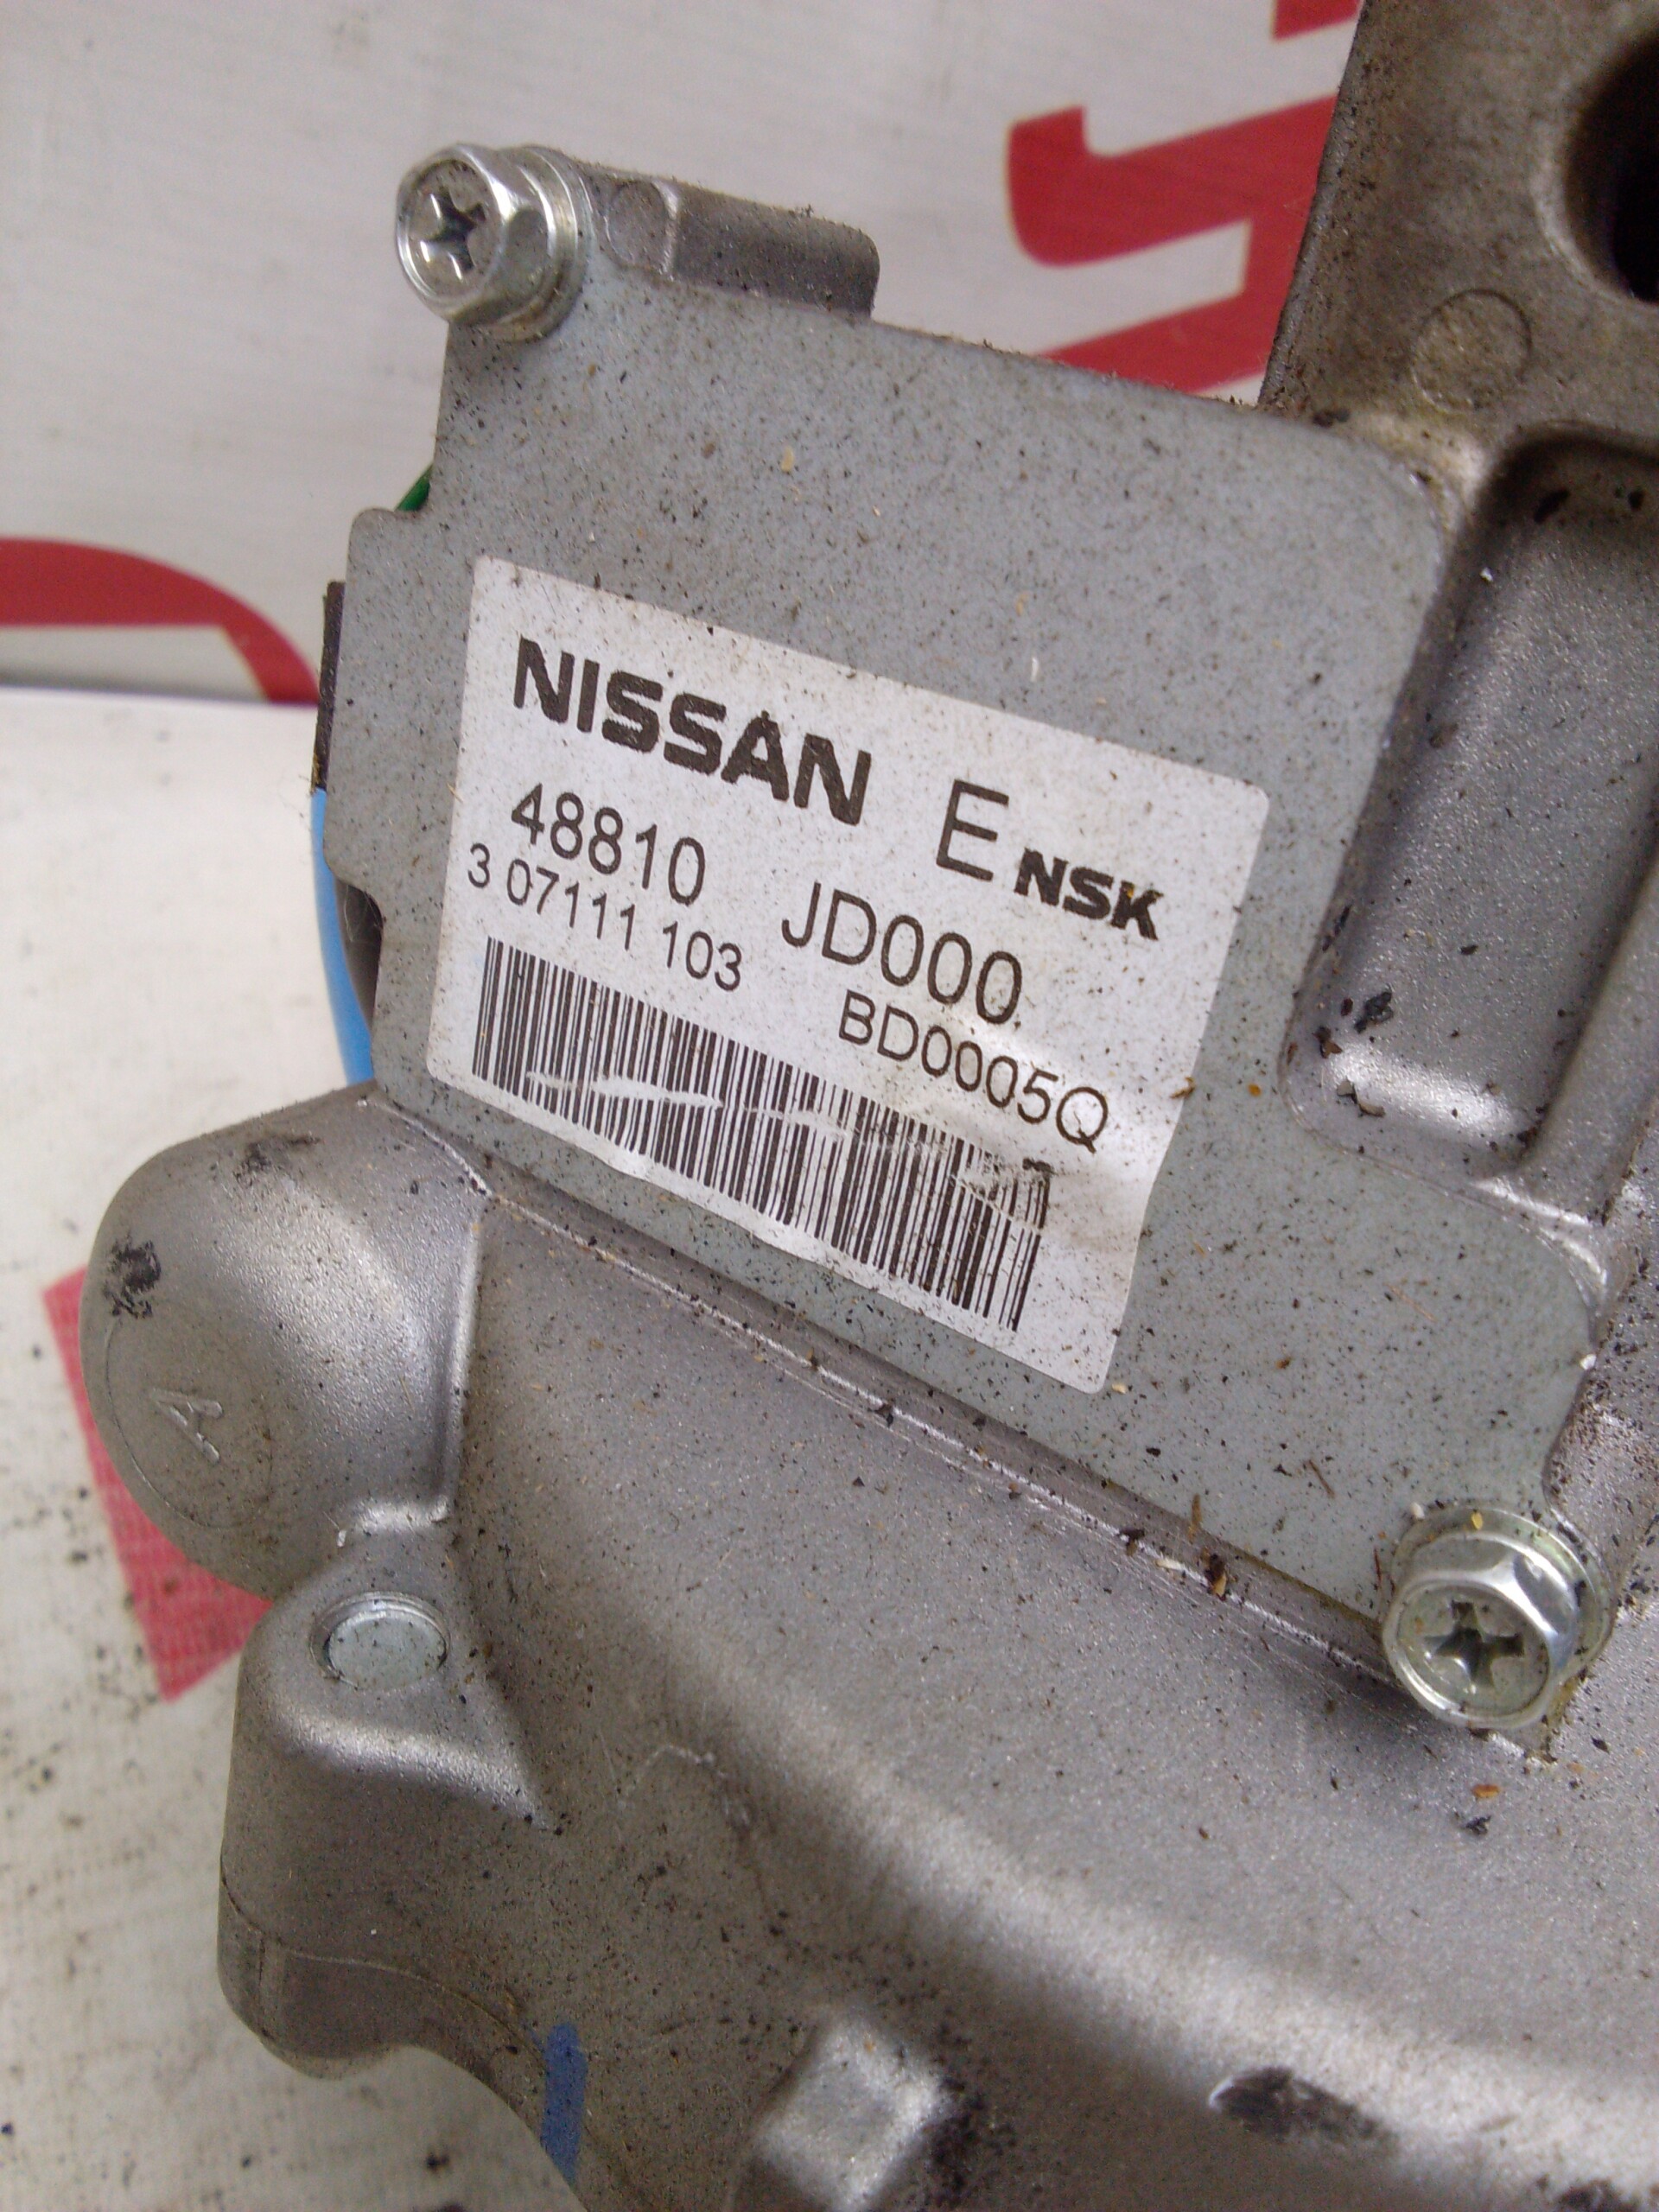 NISSAN E NSK
48810 JD000
3 07111 103 BD0005Q
A